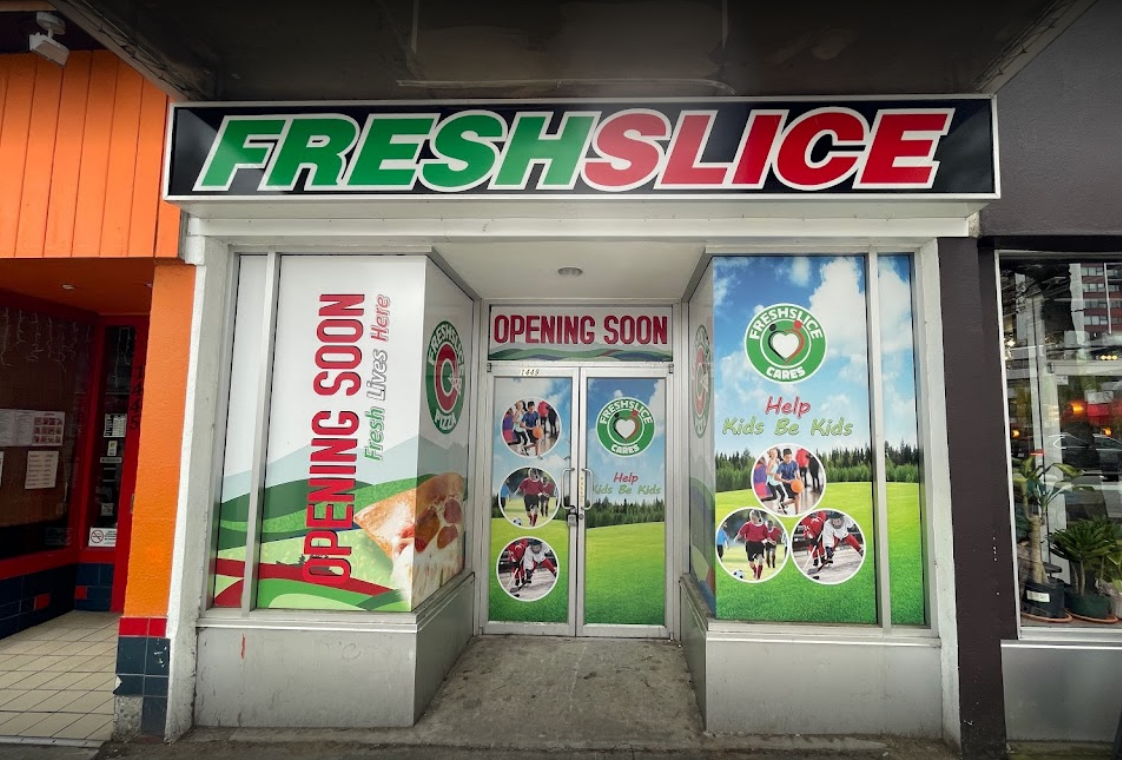 FRESHSLICE
OPENING SOON
Fresh Lives Here
FRESHSLICE
PIZZA
OPENING SOON
1449
FRESHSLICE
CARES
Help
Kids Be Kids
FRESHSLICE
CARES
Help
Kids Be Kids